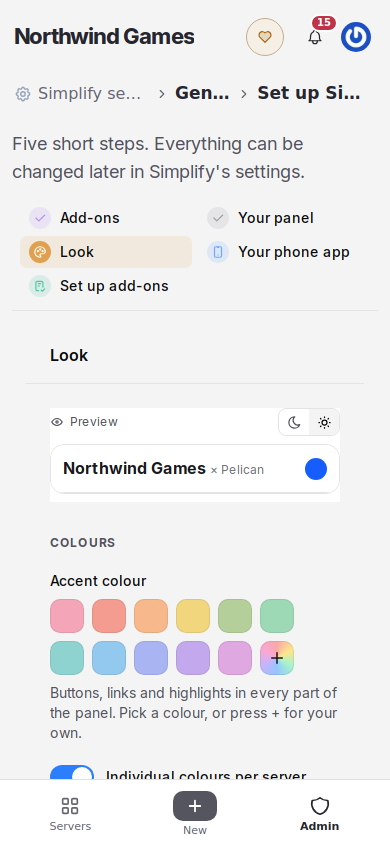 Northwind Games
15
Simplify se... > Gen... > Set up Si...
Five short steps. Everything can be
changed later in Simplify's settings.
Add-ons
Your panel
Look
Your phone app
Set up add-ons
Look
Preview
Northwind Games × Pelican
COLOURS
Accent colour
Buttons, links and highlights in every part of
the panel. Pick a colour, or press + for your
own.
Individual colours per server
Servers
New
Admin